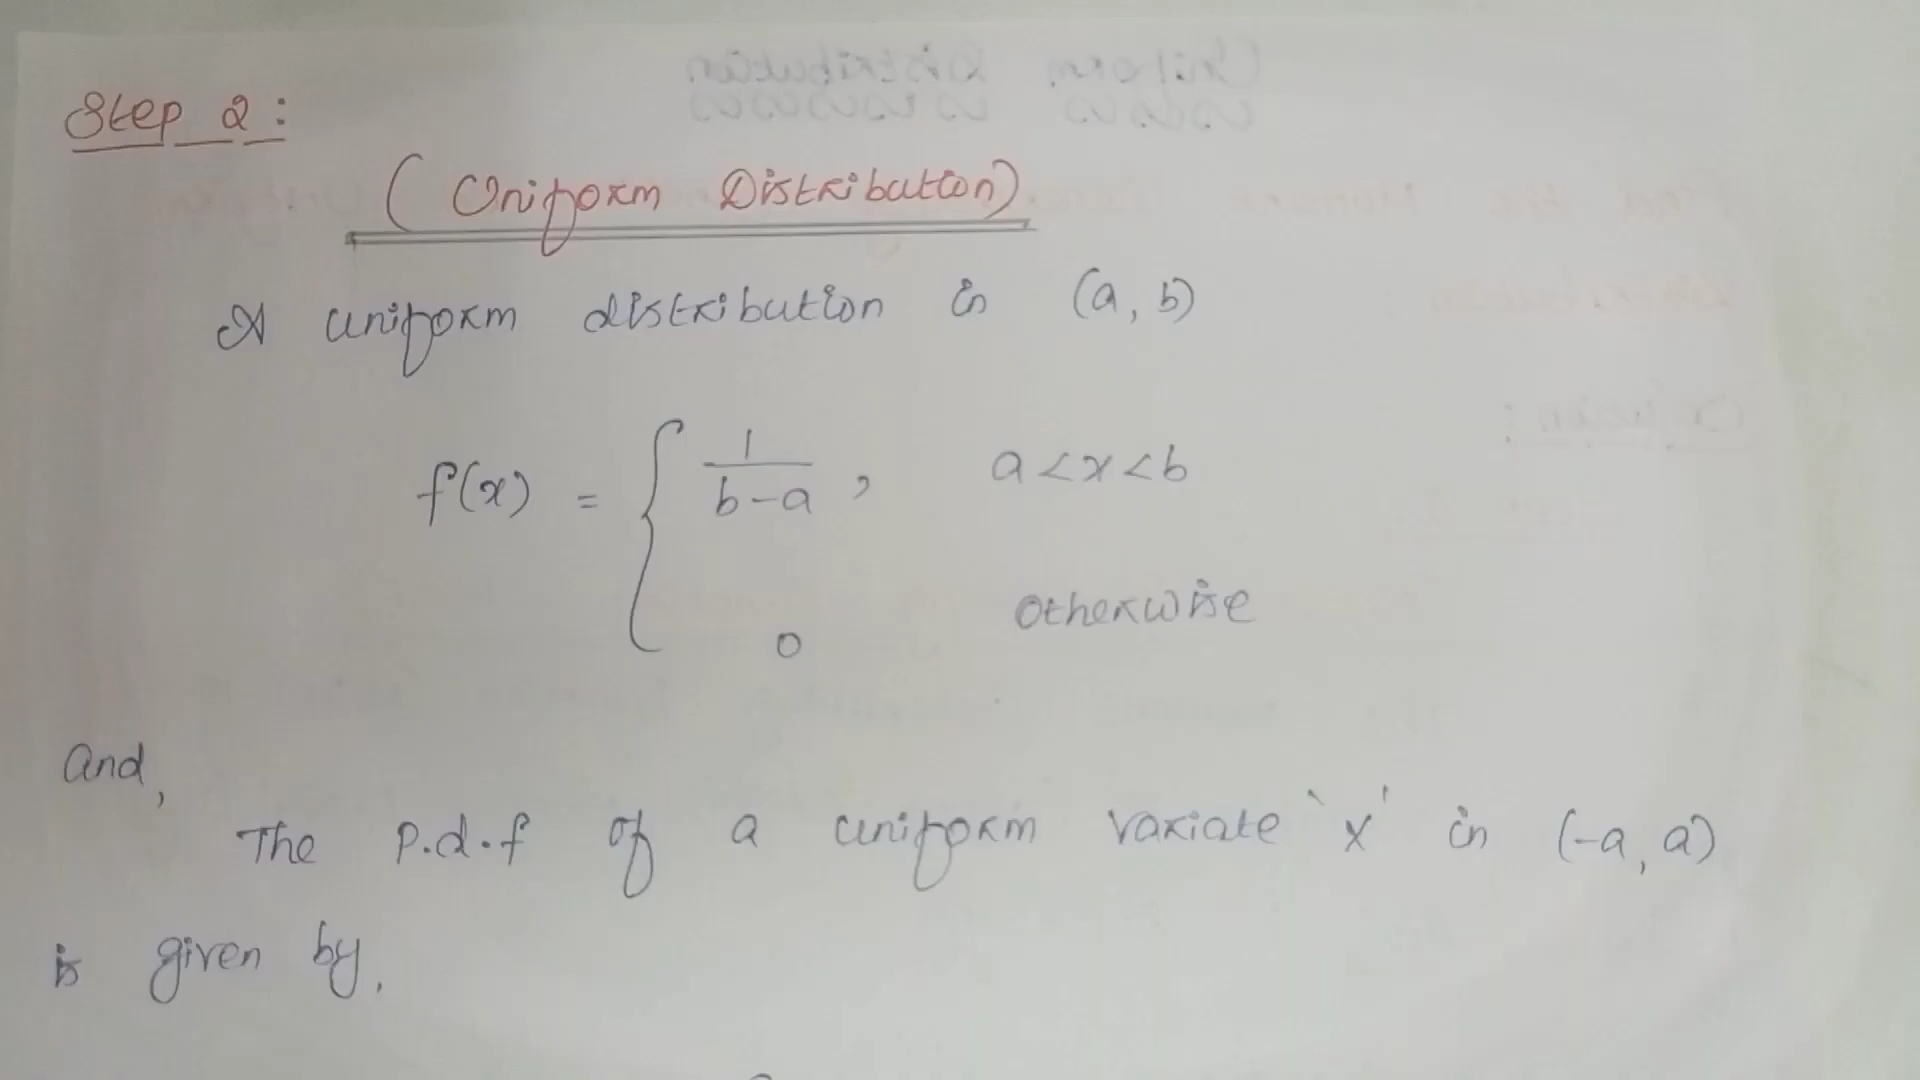 Step 2:
(Uniform Distribution)
A uniform distribution in (a, b)
f(x) = { 1/(b-a) , a<x<b
0 otherwise
and,
The P.d.f of a uniform variate `x' in (-a, a)
is given by,